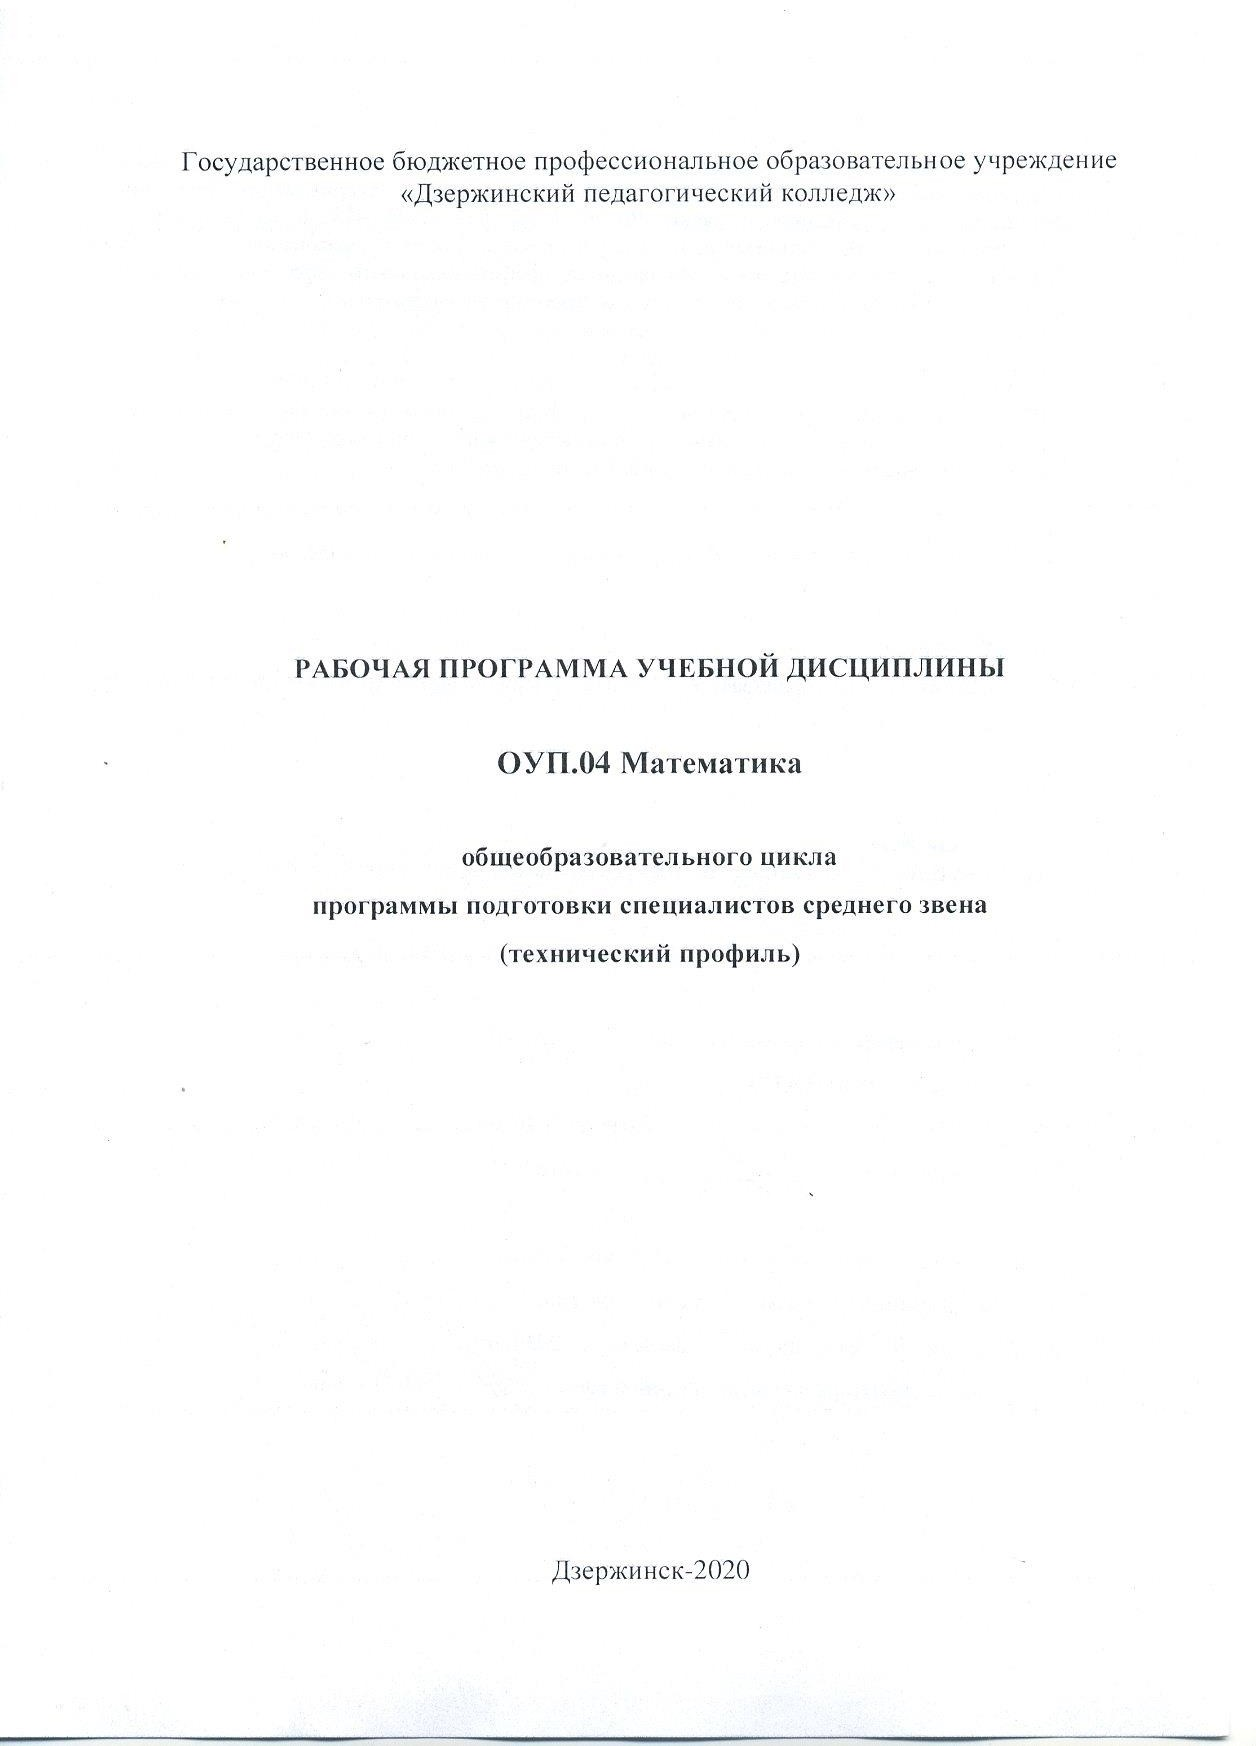 Государственное бюджетное профессиональное образовательное учреждение
«Дзержинский педагогический колледж»
РАБОЧАЯ ПРОГРАММА УЧЕБНОЙ ДИСЦИПЛИНЫ
ОУП.04 Математика
общеобразовательного цикла
программы подготовки специалистов среднего звена
(технический профиль)
Дзержинск-2020